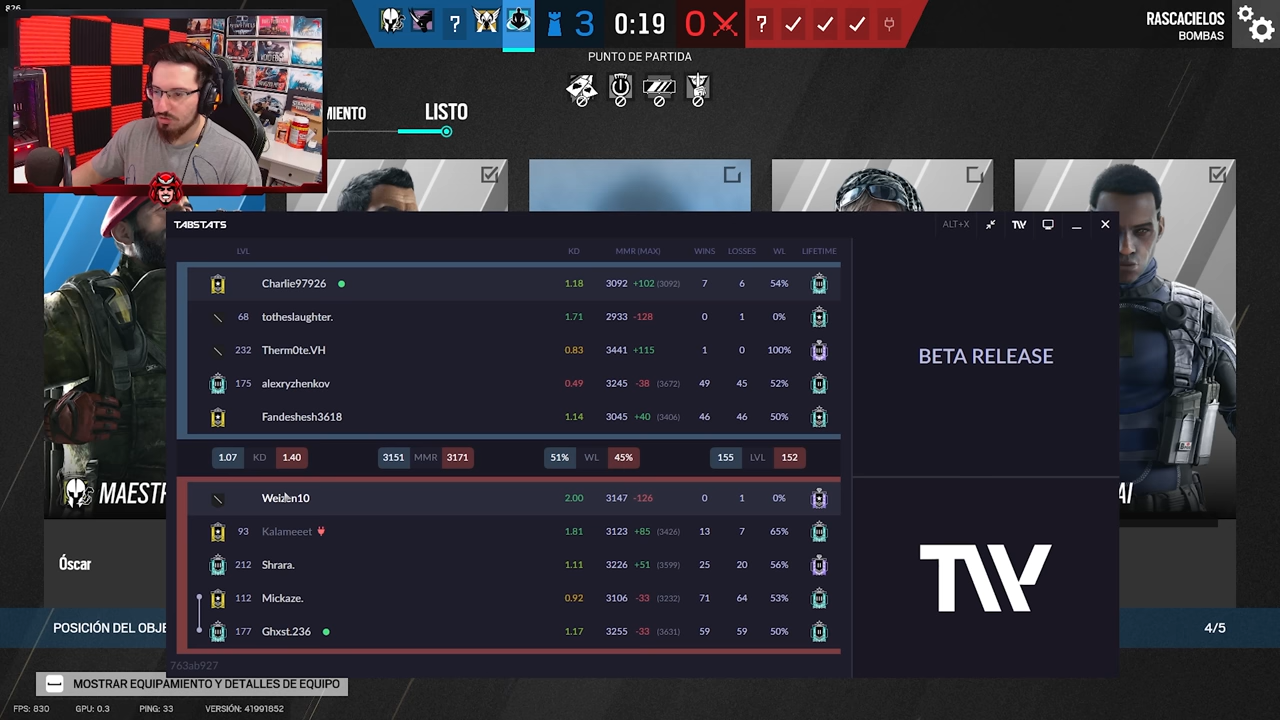 826
? 3 0:19 0 ?
RASCACIELOS
BOMBAS
PUNTO DE PARTIDA
MIENTO LISTO
TABSTATS ALT+X
LVL KD MMR (MAX) WINS LOSSES WL LIFETIME
Charlie97926 1.18 3092 +102 (3092) 7 6 54%
68 totheslaughter. 1.71 2933 -128 0 1 0%
232 Therm0te.VH 0.83 3441 +115 1 0 100%
175 alexryzhenkov 0.49 3245 -38 (3672) 49 45 52%
Fandeshesh3618 1.14 3045 +40 (3406) 46 46 50%
1.07 KD 1.40 3151 MMR 3171 51% WL 45% 155 LVL 152
Weizen10 2.00 3147 -126 0 1 0%
93 Kalameeet 1.81 3123 +85 (3426) 13 7 65%
212 Shrara. 1.11 3226 +51 (3599) 25 20 56%
112 Mickaze. 0.92 3106 -33 (3232) 71 64 53%
177 Ghxst.236 1.17 3255 -33 (3631) 59 59 50%
763ab927
BETA RELEASE
MAESTR
AI
Óscar
POSICIÓN DEL OBJE 4/5
MOSTRAR EQUIPAMIENTO Y DETALLES DE EQUIPO
FPS: 830 GPU: 0.3 PING: 33 VERSIÓN: 41991852